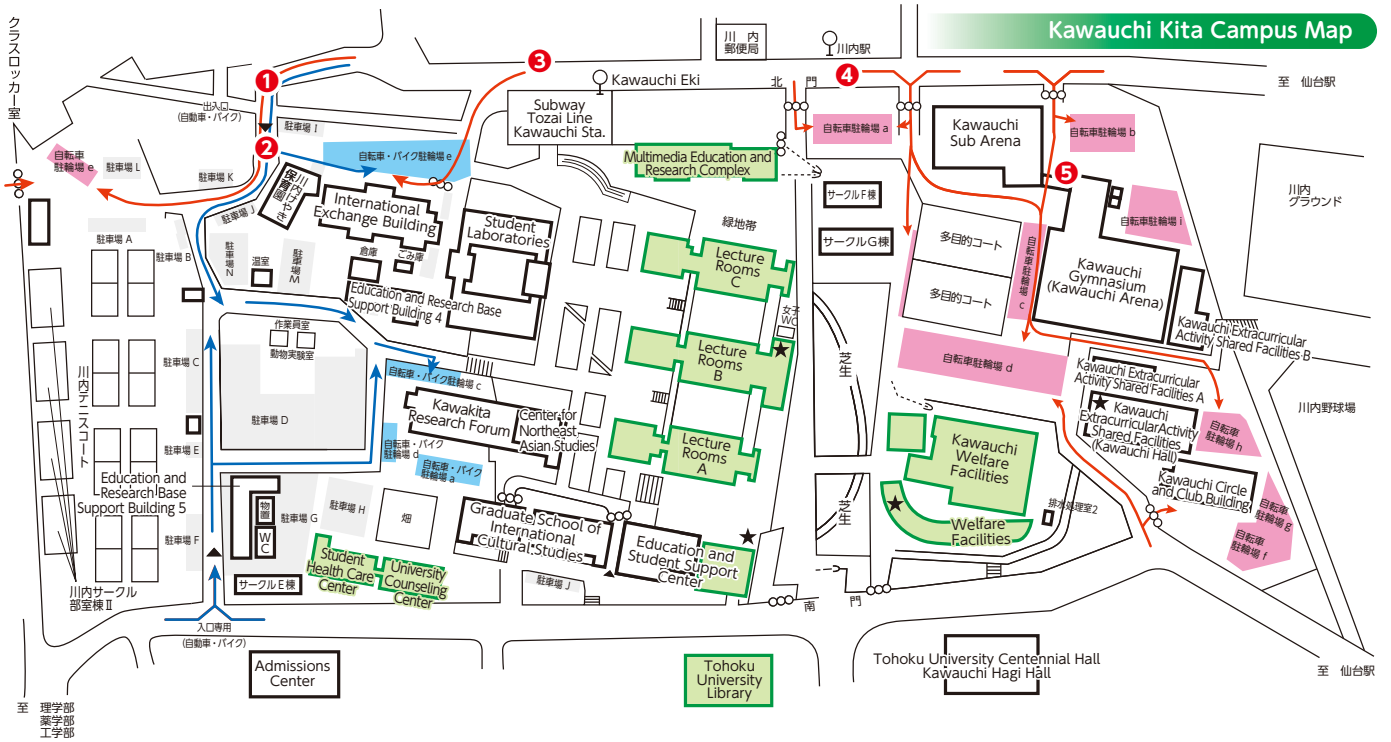 Kawauchi Kita Campus Map
クラスロッカー室
川 内
郵便局
川内駅
至 仙台駅
1
3
Kawauchi Eki
北 門
4
出入口
(自動車・バイク)
駐車場 I
2
Subway
Tozai Line
Kawauchi Sta.
自転車駐輪場 a
Kawauchi
Sub Arena
自転車駐輪場 b
自転車
駐輪場 e
駐車場 L
駐車場 K
自転車・バイク駐輪場 e
Multimedia Education and
Research Complex
5
川内けやき
保育園
International
Exchange Building
サークルF棟
川内
グラウンド
駐車場 J
Student
Laboratories
緑地帯
サークルG棟
多目的コート
自転車駐輪場 c
自転車駐輪場 i
駐車場 A
駐車場 B
駐車場 N
温室
駐車場 M
倉庫
ごみ庫
Lecture
Rooms
C
Kawauchi
Gymnasium
(Kawauchi Arena)
Education and Research Base
Support Building 4
多目的コート
女子
WC
Kawauchi Extracurricular
Activity Shared Facilities B
作業員室
動物実験室
駐車場 C
川内テニスコート
Lecture
Rooms
B
芝生
自転車駐輪場 d
Kawauchi Extracurricular
Activity Shared Facilities A
自転車・バイク駐輪場 c
Kawakita
Research Forum
Center for
Northeast
Asian Studies
Kawauchi
Extracurricular Activity
Shared Facilities
(Kawauchi Hall)
川内野球場
駐車場 D
自転車
駐輪場 h
駐車場 E
自転車・バイク
駐輪場 d
自転車・バイク
駐輪場 a
Lecture
Rooms
A
Kawauchi
Welfare
Facilities
Education and
Research Base
Support Building 5
Kawauchi Circle
and Club Building
物置
WC
駐車場 G
駐車場 H
畑
芝生
排水処理室2
自転車
駐輪場 g
自転車
駐輪場 f
駐車場 F
Graduate School of
International
Cultural Studies
Education and
Student Support
Center
Welfare
Facilities
Student
Health Care
Center
University
Counseling
Center
サークルE棟
駐車場 J
川内サークル
部室棟Ⅱ
南 門
入口専用
(自動車・バイク)
Admissions
Center
Tohoku
University
Library
Tohoku University Centennial Hall
Kawauchi Hagi Hall
至 仙台駅
至 理学部
薬学部
工学部